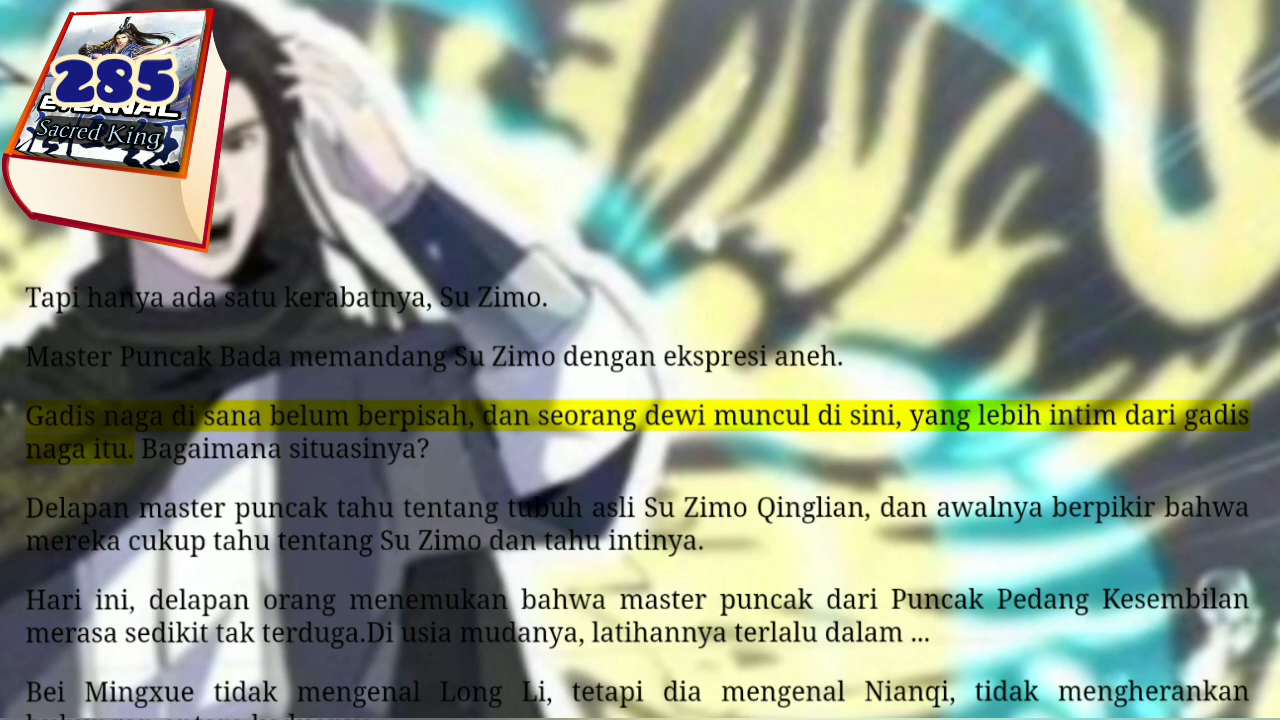 285
ETERNAL
Sacred King
Tapi hanya ada satu kerabatnya, Su Zimo.
Master Puncak Bada memandang Su Zimo dengan ekspresi aneh.
Gadis naga di sana belum berpisah, dan seorang dewi muncul di sini, yang lebih intim dari gadis
naga itu. Bagaimana situasinya?
Delapan master puncak tahu tentang tubuh asli Su Zimo Qinglian, dan awalnya berpikir bahwa
mereka cukup tahu tentang Su Zimo dan tahu intinya.
Hari ini, delapan orang menemukan bahwa master puncak dari Puncak Pedang Kesembilan
merasa sedikit tak terduga.Di usia mudanya, latihannya terlalu dalam ...
Bei Mingxue tidak mengenal Long Li, tetapi dia mengenal Nianqi, tidak mengherankan